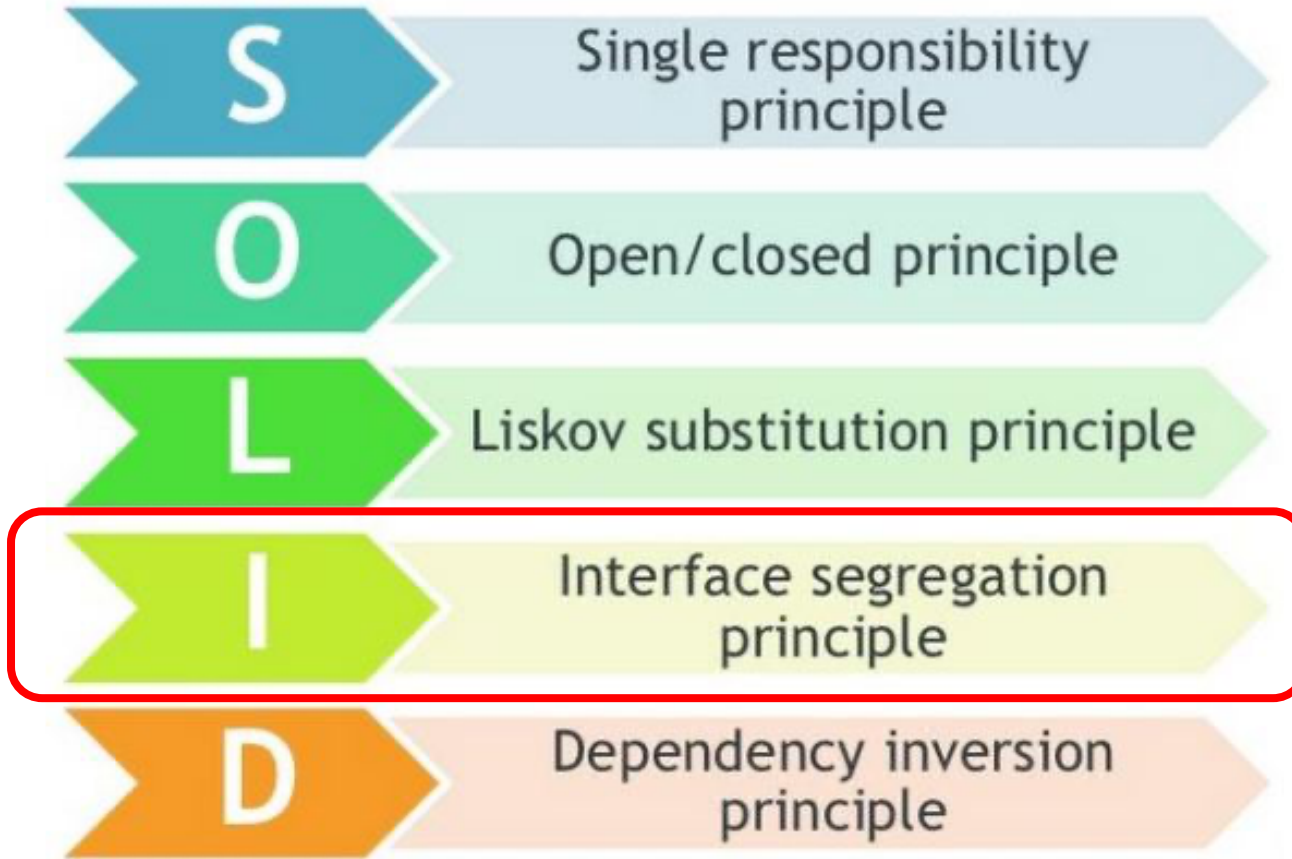 S
Single responsibility
principle
O
Open/closed principle
L
Liskov substitution principle
I
Interface segregation
principle
D
Dependency inversion
principle